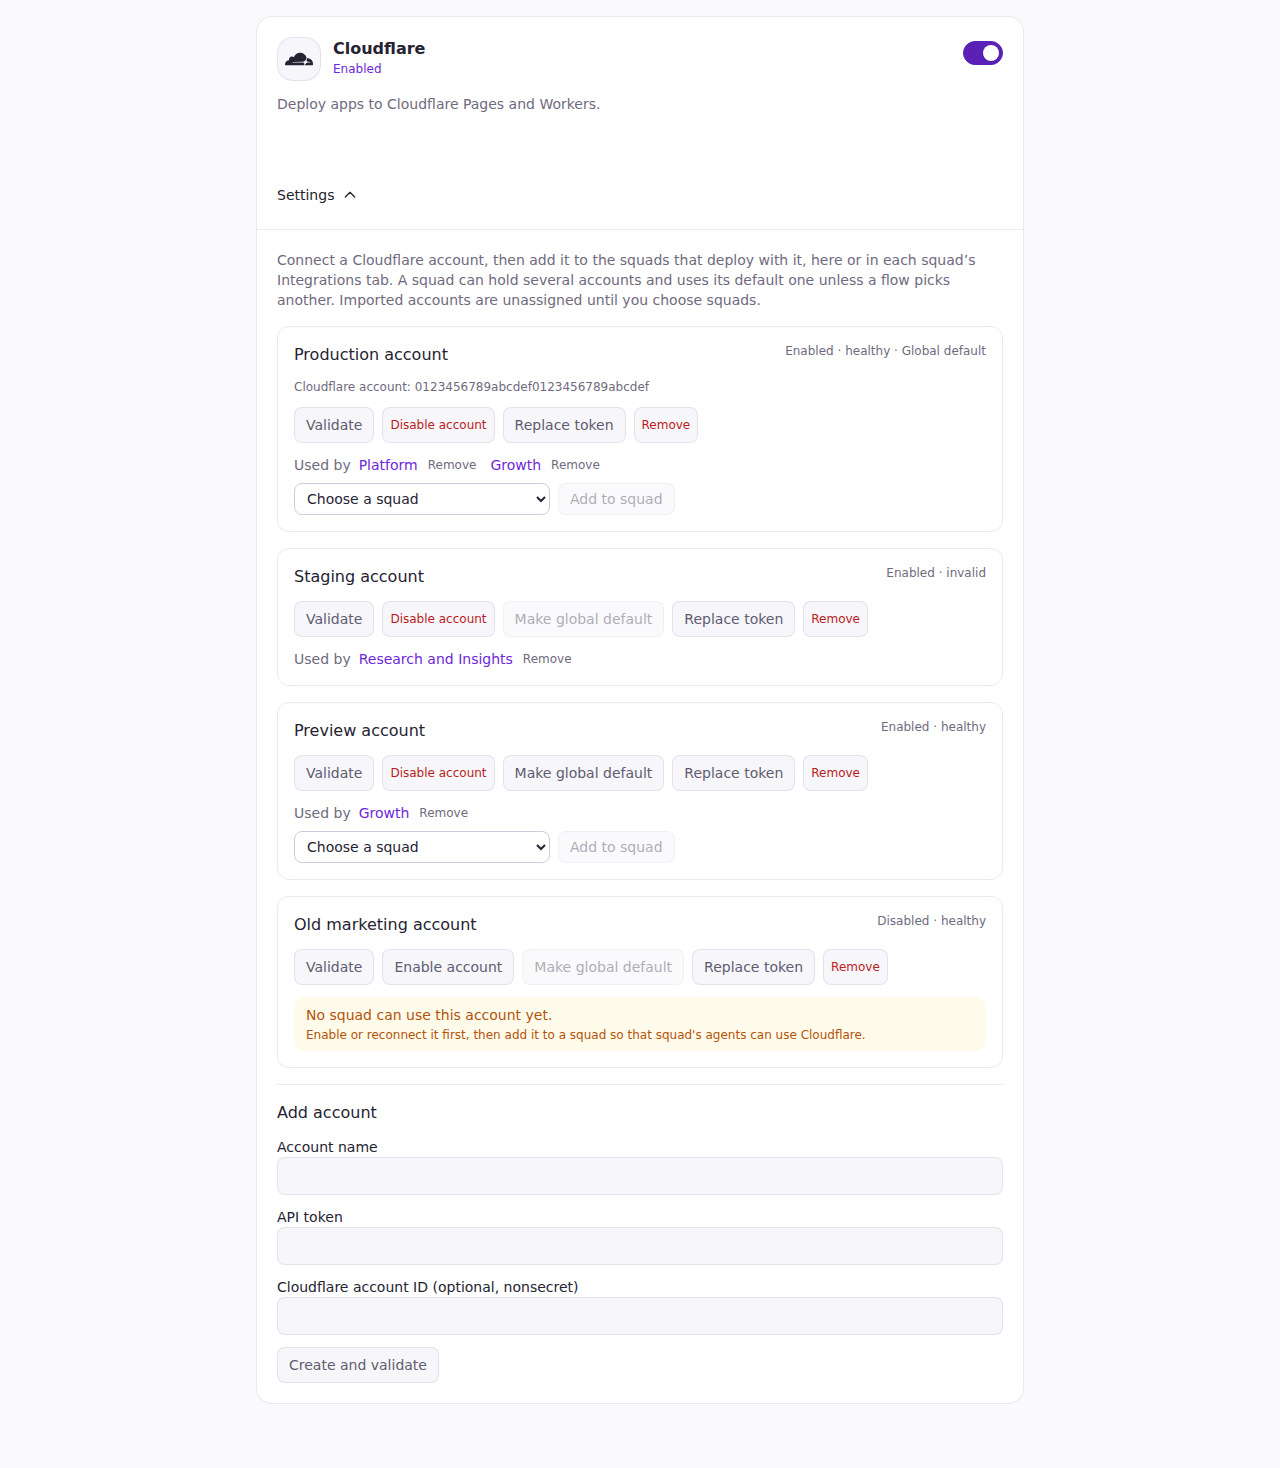 Cloudflare
Enabled
Deploy apps to Cloudflare Pages and Workers.
Settings
Connect a Cloudflare account, then add it to the squads that deploy with it, here or in each squad’s
Integrations tab. A squad can hold several accounts and uses its default one unless a flow picks
another. Imported accounts are unassigned until you choose squads.
Production account
Enabled · healthy · Global default
Cloudflare account: 0123456789abcdef0123456789abcdef
Validate Disable account Replace token Remove
Used by Platform Remove Growth Remove
Choose a squad Add to squad
Staging account
Enabled · invalid
Validate Disable account Make global default Replace token Remove
Used by Research and Insights Remove
Preview account
Enabled · healthy
Validate Disable account Make global default Replace token Remove
Used by Growth Remove
Choose a squad Add to squad
Old marketing account
Disabled · healthy
Validate Enable account Make global default Replace token Remove
No squad can use this account yet.
Enable or reconnect it first, then add it to a squad so that squad's agents can use Cloudflare.
Add account
Account name
API token
Cloudflare account ID (optional, nonsecret)
Create and validate